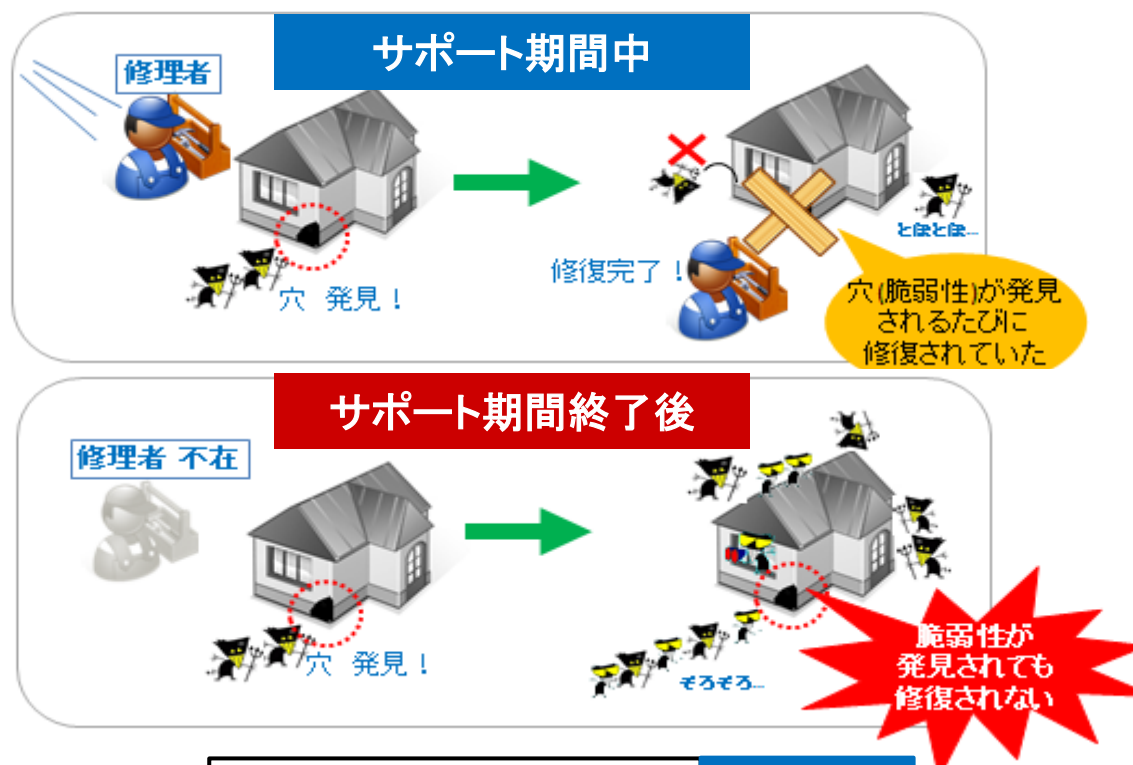 サポート期間中
修理者
穴 発見!
修復完了!
とほとほ…
穴(脆弱性)が発見
されるたびに
修復されていた
サポート期間終了後
修理者 不在
穴 発見!
ぞろぞろ…
脆弱性が
発見されても
修復されない